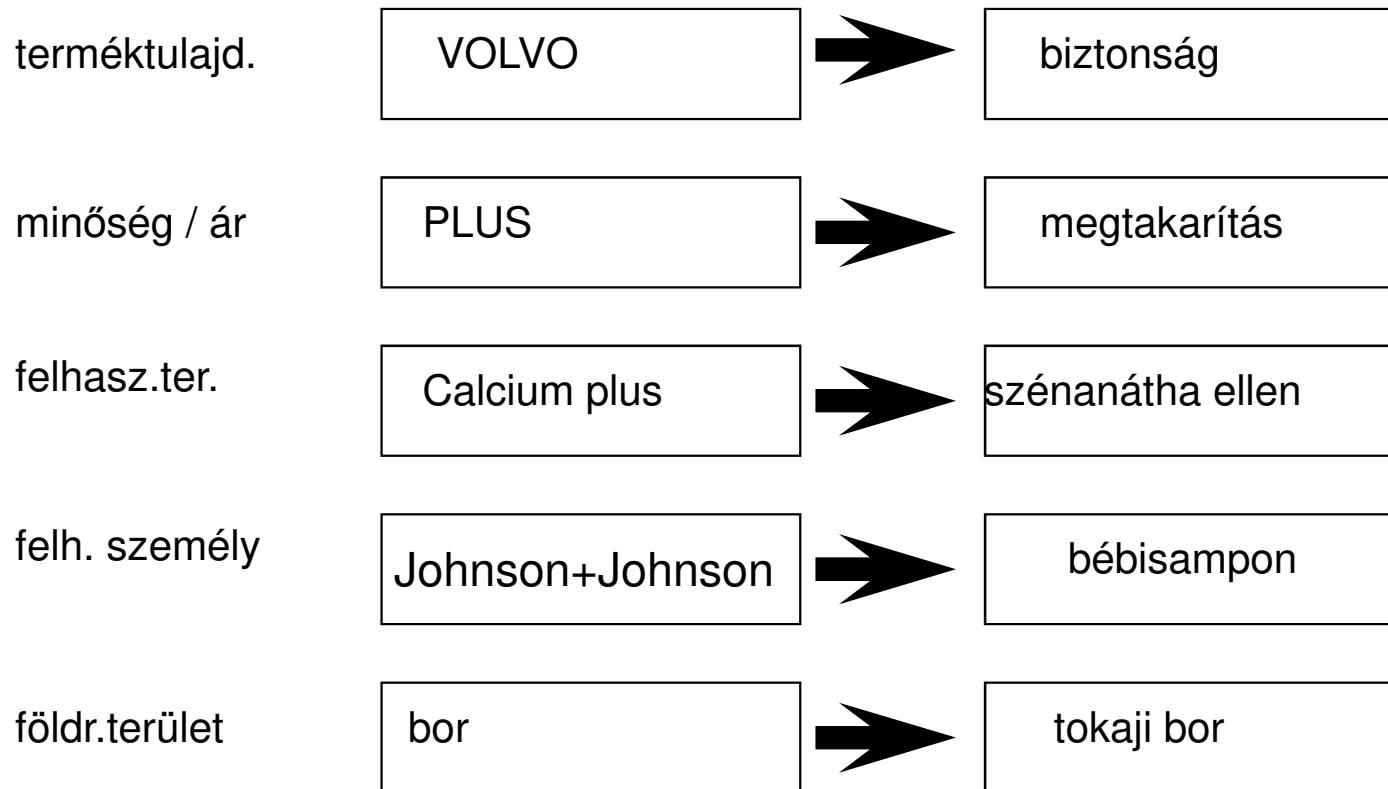 terméktulajd. VOLVO biztonság
minőség / ár PLUS megtakarítás
felhasz.ter. Calcium plus szénanátha ellen
felh. személy Johnson+Johnson bébisampon
földr.terület bor tokaji bor